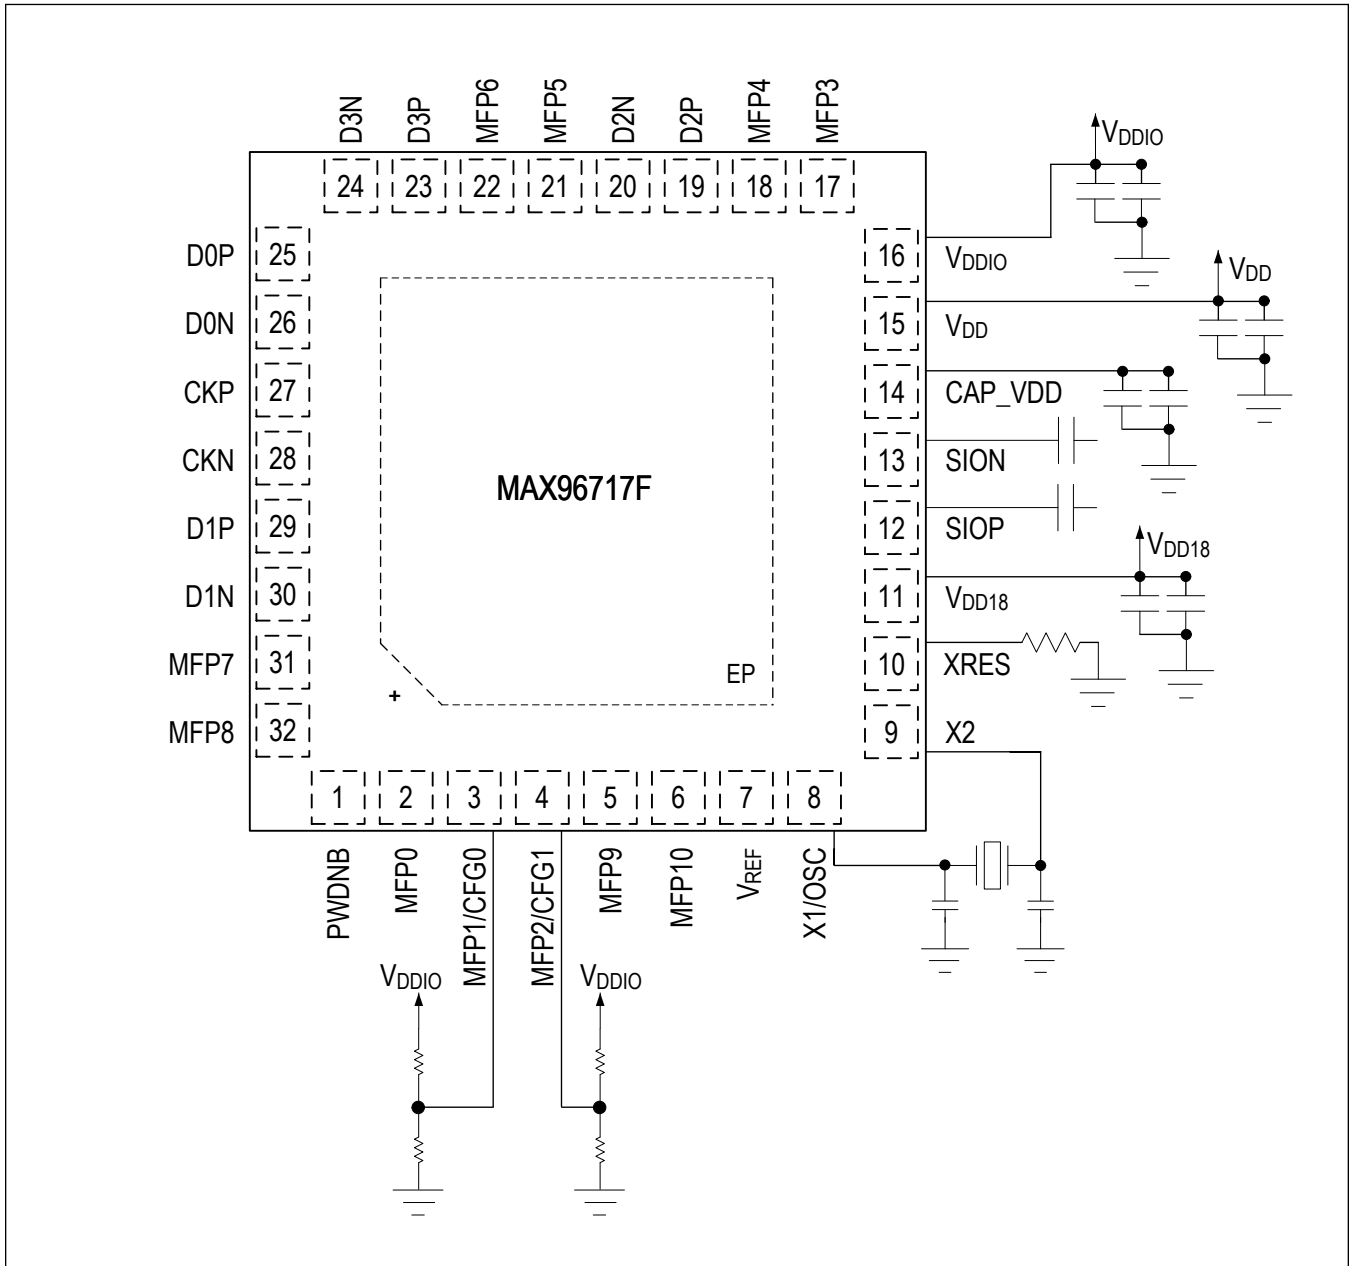 D3N
D3P
MFP6
MFP5
D2N
D2P
MFP4
MFP3
24
23
22
21
20
19
18
17
D0P 25
D0N 26
CKP 27
CKN 28
D1P 29
D1N 30
MFP7 31
MFP8 32
MAX96717F
EP
+
16 VDDIO
15 VDD
14 CAP_VDD
13 SION
12 SIOP
11 VDD18
10 XRES
9 X2
VDDIO
VDD
VDD18
1
2
3
4
5
6
7
8
PWDNB
MFP0
MFP1/CFG0
MFP2/CFG1
MFP9
MFP10
VREF
X1/OSC
VDDIO
VDDIO